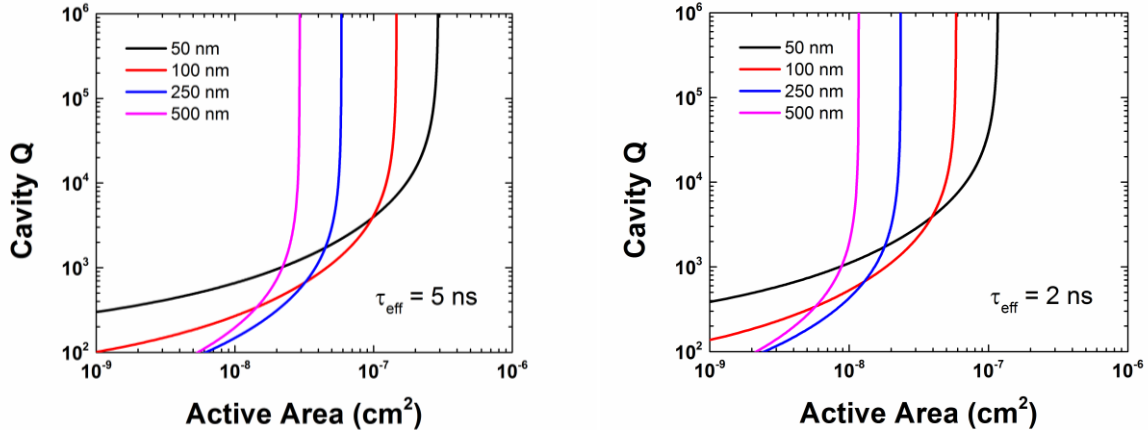 10⁶
10⁵
10⁴
10³
10²
Cavity Q
50 nm
100 nm
250 nm
500 nm
τeff = 5 ns
10⁻⁹
10⁻⁸
10⁻⁷
10⁻⁶
Active Area (cm²)
10⁶
10⁵
10⁴
10³
10²
Cavity Q
50 nm
100 nm
250 nm
500 nm
τeff = 2 ns
10⁻⁹
10⁻⁸
10⁻⁷
10⁻⁶
Active Area (cm²)